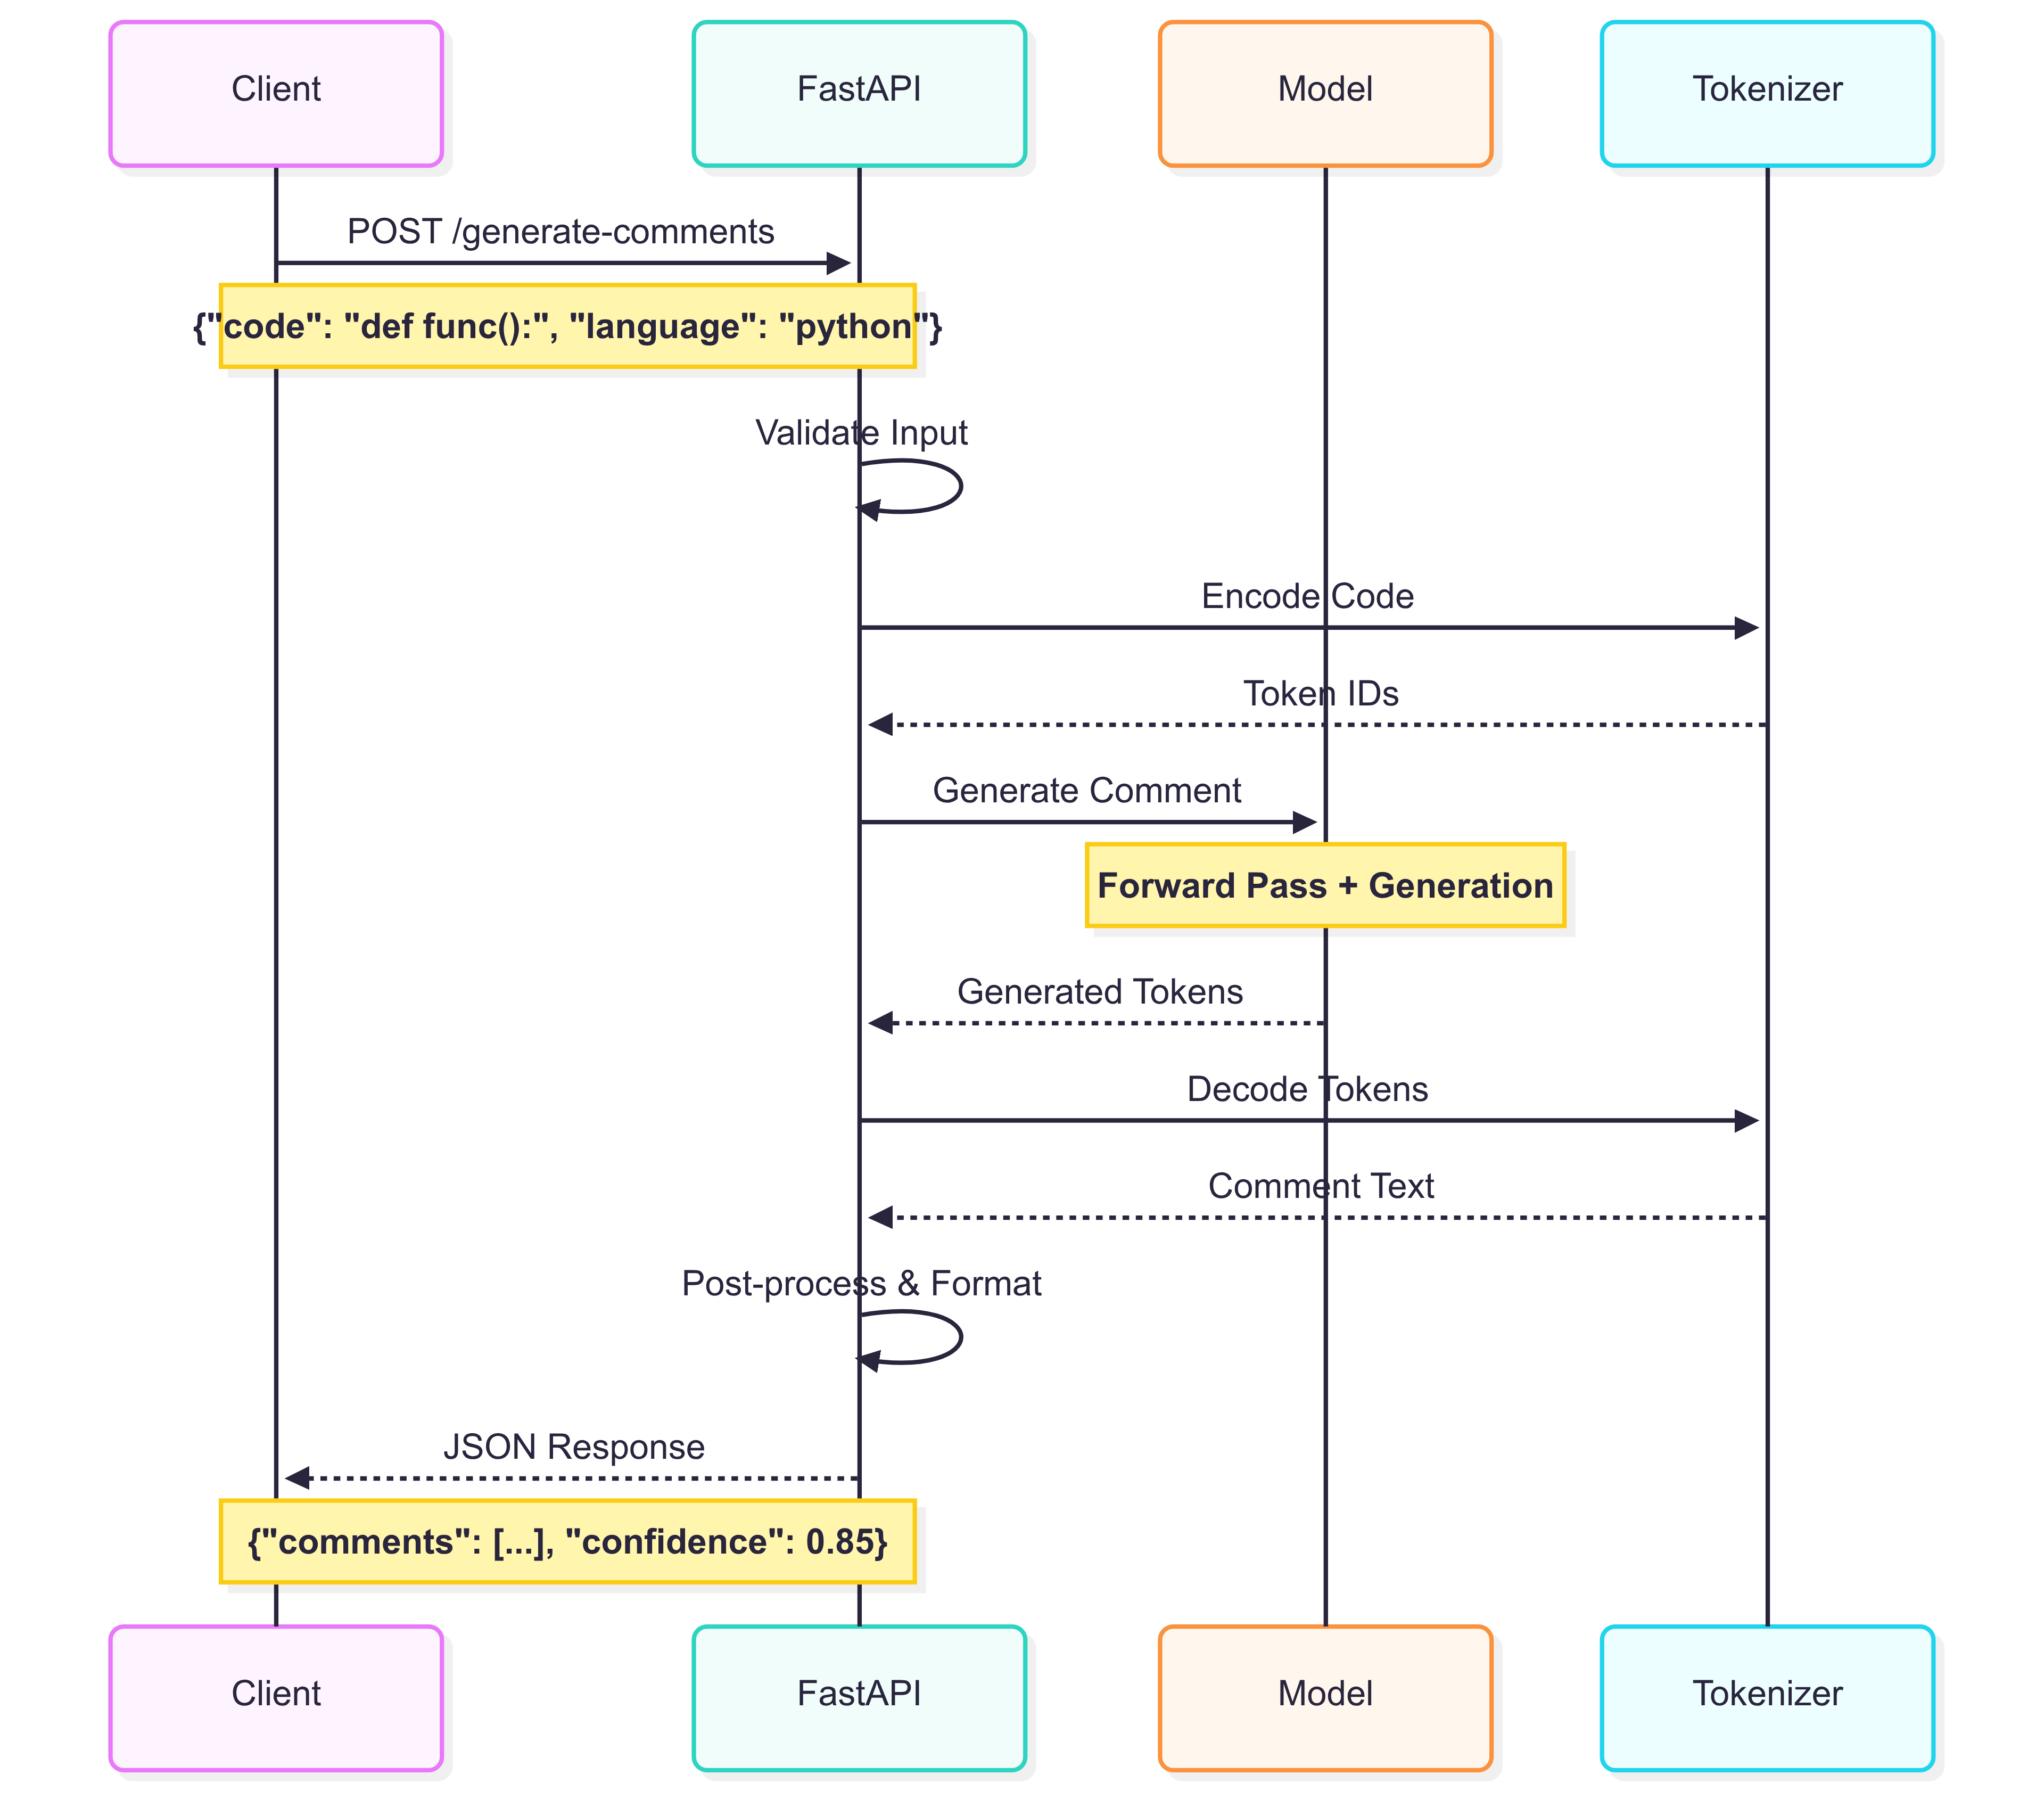 Client
FastAPI
Model
Tokenizer
POST /generate-comments
{"code": "def func():", "language": "python"}
Validate Input
Encode Code
Token IDs
Generate Comment
Forward Pass + Generation
Generated Tokens
Decode Tokens
Comment Text
Post-process & Format
JSON Response
{"comments": [...], "confidence": 0.85}
Client
FastAPI
Model
Tokenizer